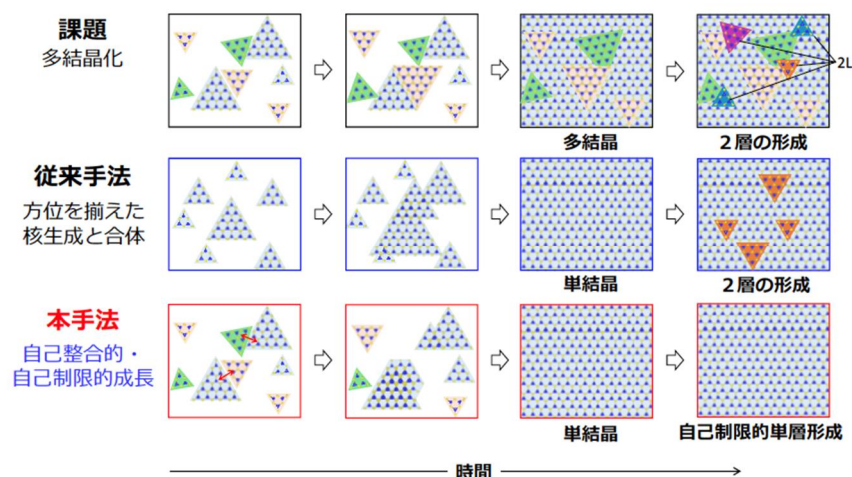 課題
多結晶化
2L
多結晶
2層の形成
従来手法
方位を揃えた
核生成と合体
単結晶
2層の形成
本手法
自己整合的・
自己制限的成長
単結晶
自己制限的単層形成
時間